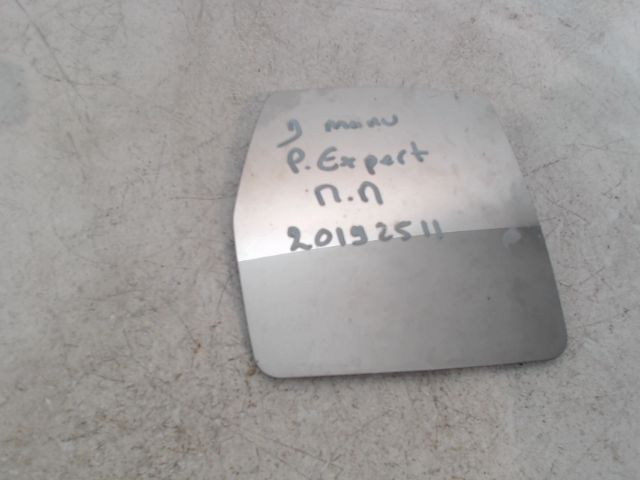 g manu
P. Expert
П.П
20192511